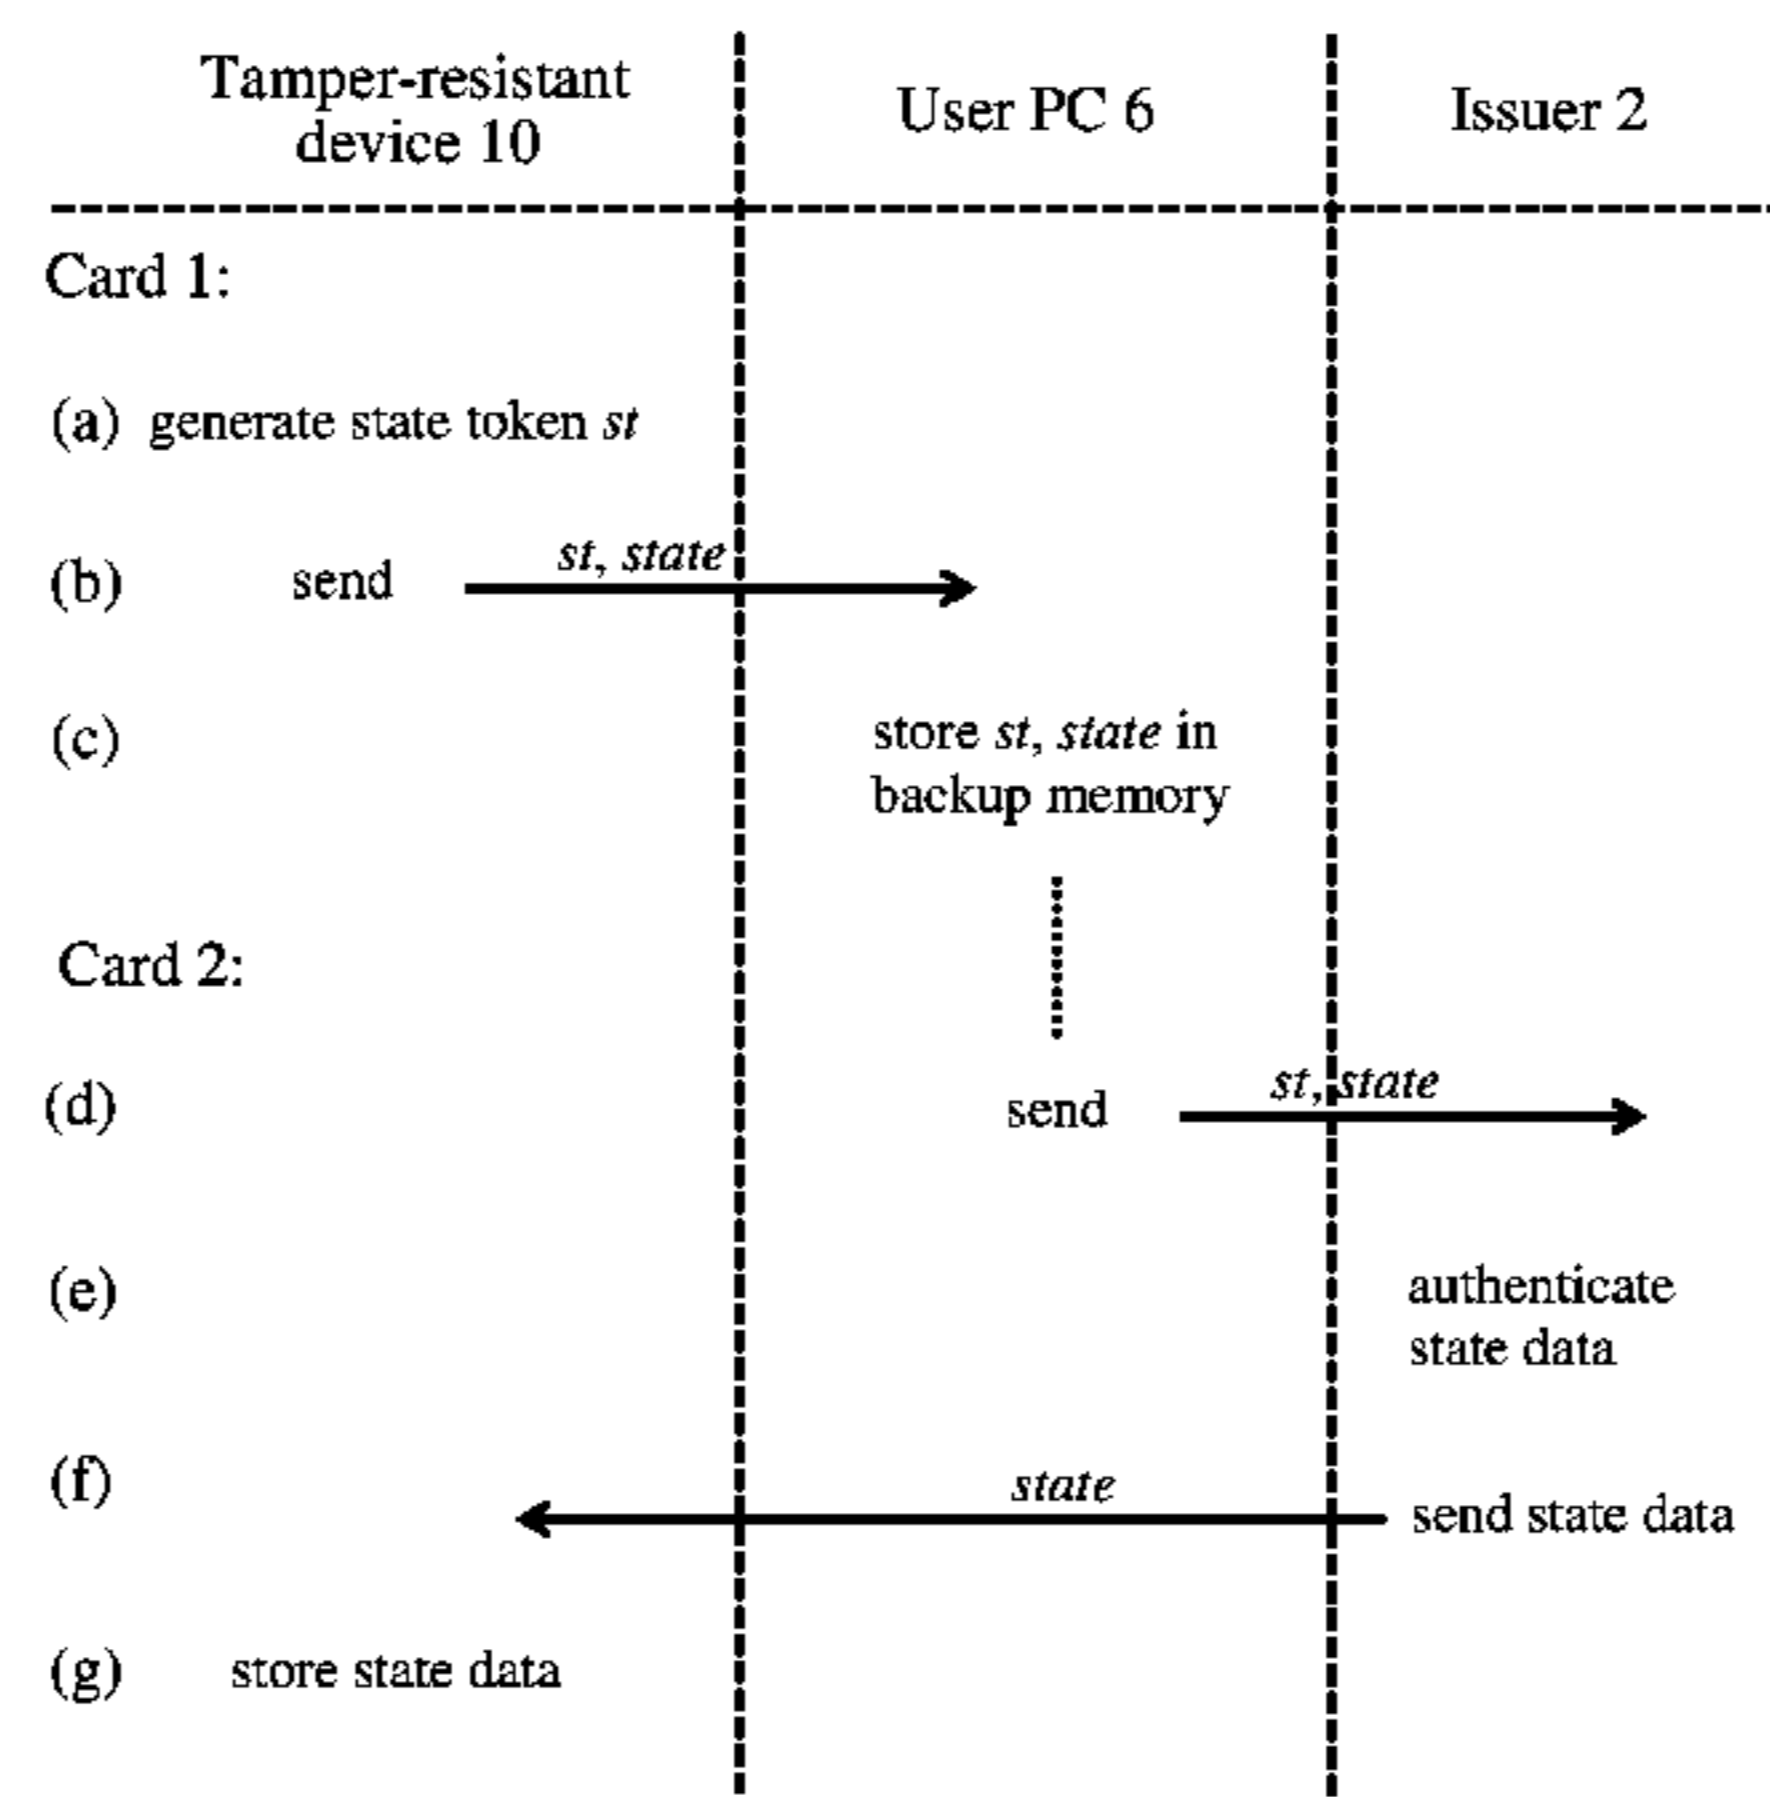 Tamper-resistant
device 10
User PC 6
Issuer 2
Card 1:
(a) generate state token st
(b) send st, state
(c) store st, state in
backup memory
Card 2:
(d) send st, state
(e) authenticate
state data
(f) state send state data
(g) store state data